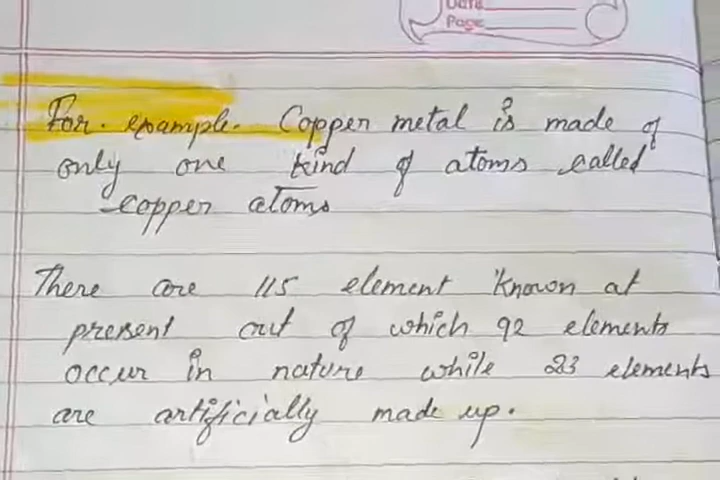 Date
Page
For. example. Copper metal is made of
only one kind of atoms called
copper atoms
There are 115 element known at
present out of which 92 elements
occur in nature while 23 elements
are artificially made up.